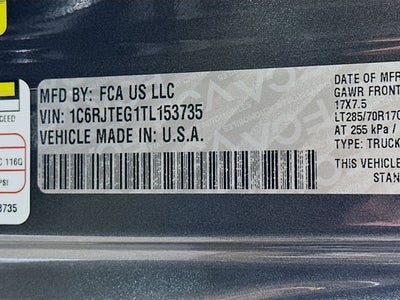 MFD BY: FCA US LLC
VIN: 1C6RJTEG1TL153735
VEHICLE MADE IN U.S.A.
DATE OF MFR
GAWR FRONT
17X7.5
LT285/70R17C
AT 255 kPa /
TYPE: TRUCK
THIS VEHICLE
STAN
C 116Q
PSI
3735